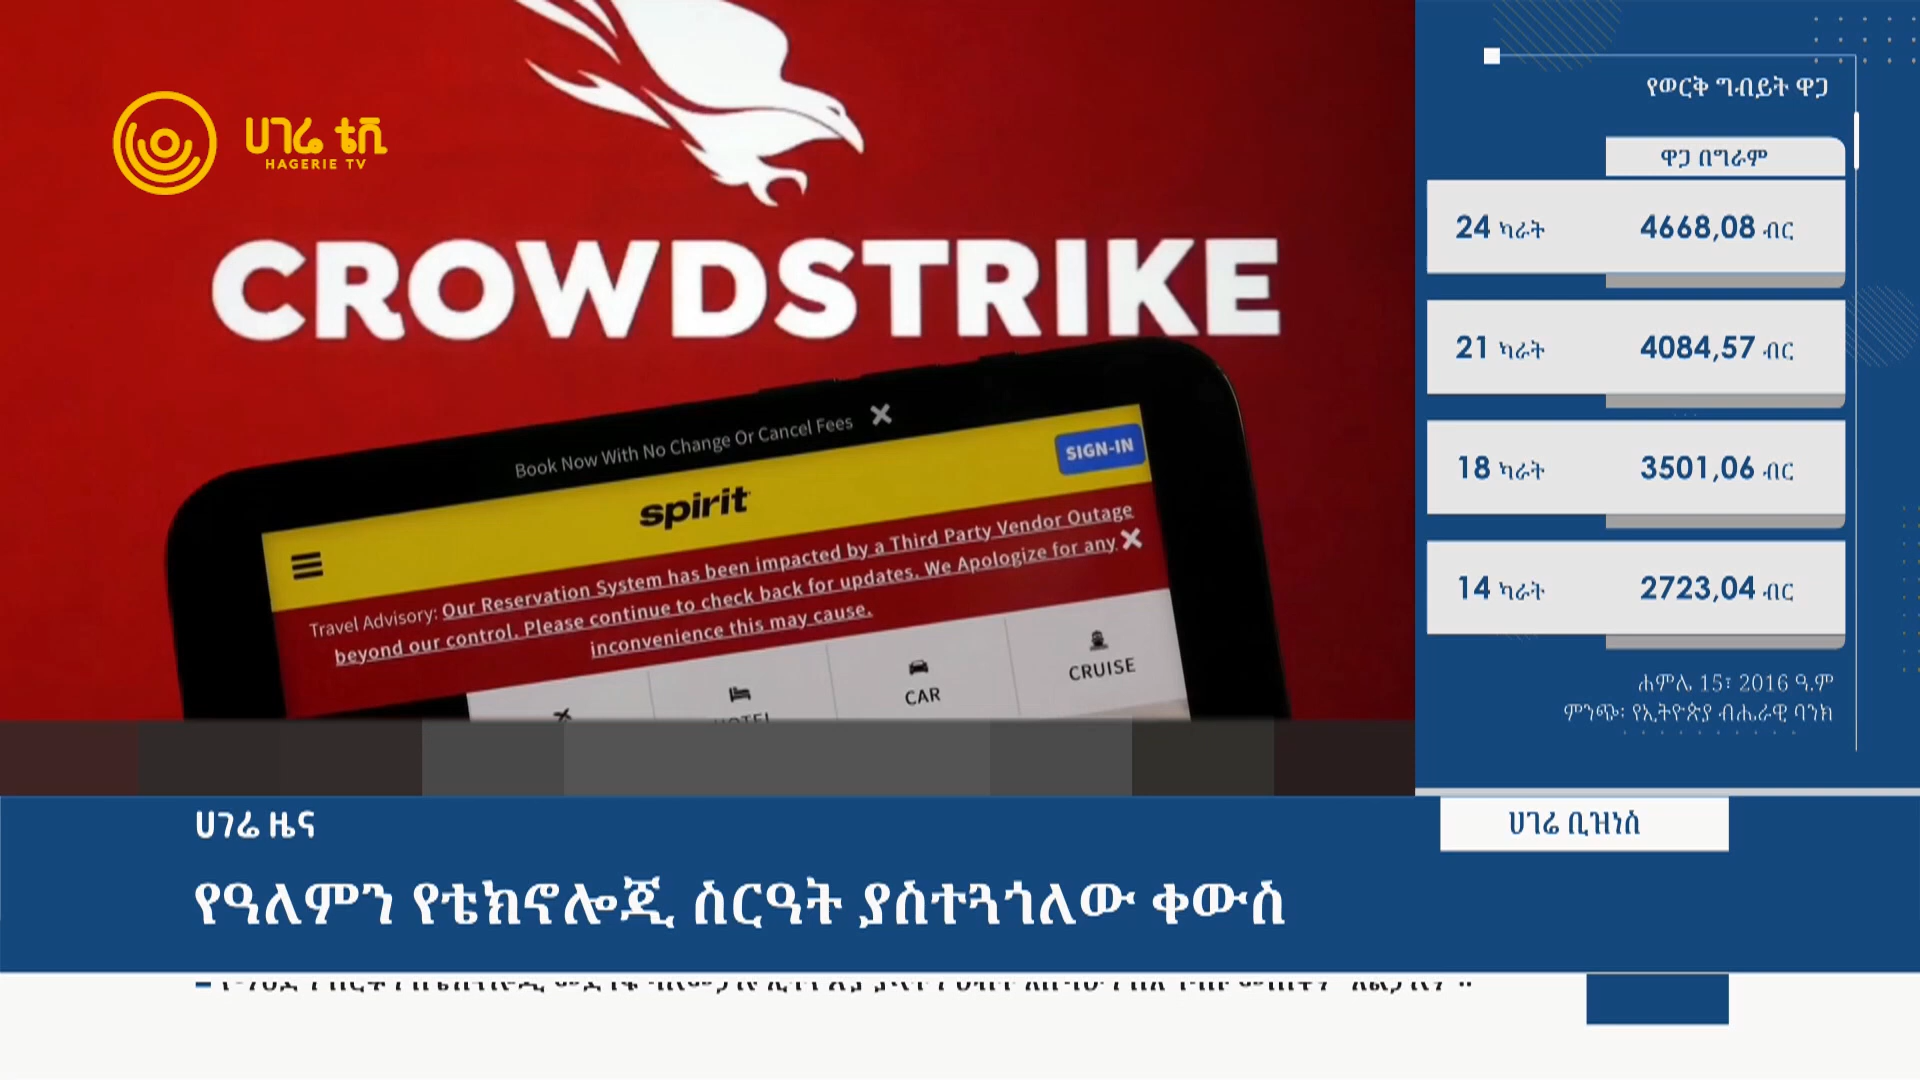 ሀገሬ ቲቪ
HAGERIE TV
CROWDSTRIKE
Book Now With No Change Or Cancel Fees
SIGN-IN
spirit
Travel Advisory: Our Reservation System has been impacted by a Third Party Vendor Outage
beyond our control. Please continue to check back for updates. We Apologize for any
inconvenience this may cause.
HOTEL
CAR
CRUISE
የወርቅ ግብይት ዋጋ
ዋጋ በግራም
24 ካራት 4668,08 ብር
21 ካራት 4084,57 ብር
18 ካራት 3501,06 ብር
14 ካራት 2723,04 ብር
ሐምሌ 15፣ 2016 ዓ.ም
ምንጭ፡ የኢትዮጵያ ብሔራዊ ባንክ
ሀገሬ ዜና
ሀገሬ ቢዝነስ
የዓለምን የቴክኖሎጂ ስርዓት ያስተጓጎለው ቀውስ